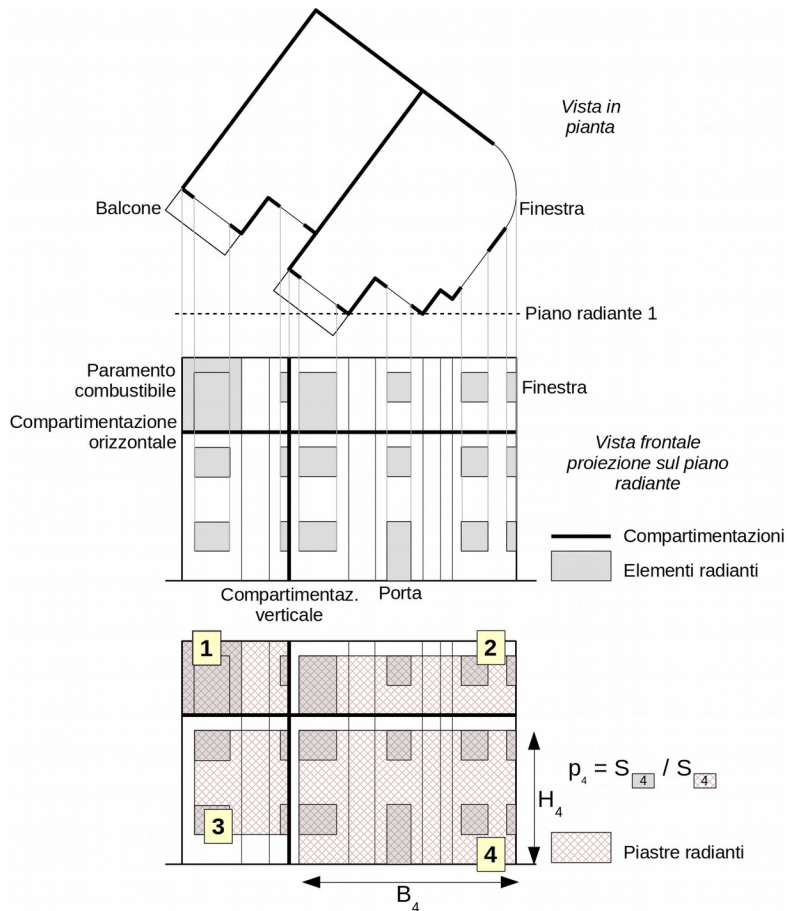 Vista in
pianta
Balcone
Finestra
Piano radiante 1
Paramento
combustibile
Finestra
Compartimentazione
orizzontale
Vista frontale
proiezione sul piano
radiante
Compartimentazioni
Elementi radianti
Compartimentaz.
verticale
Porta
1
2
p4 = S4 / S4
H4
3
4
Piastre radianti
B4